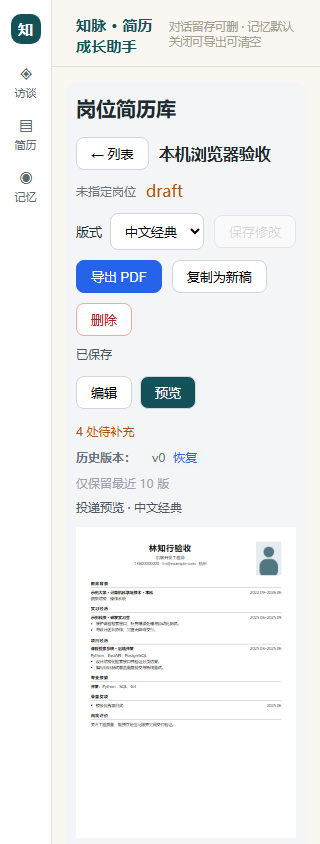 知
知脉·简历
成长助手
对话留存可删·记忆默认
关闭可导出可清空
访谈
简历
记忆
岗位简历库
← 列表
本机浏览器验收
未指定岗位 draft
版式 中文经典 保存修改
导出 PDF 复制为新稿
删除
已保存
编辑 预览
4 处待补充
历史版本: v0 恢复
仅保留最近 10 版
投递预览·中文经典
林知行验收
教育背景
实习经历
项目经历
Python、FastAPI、PostgreSQL
专业技能
荣誉奖项
自我评价